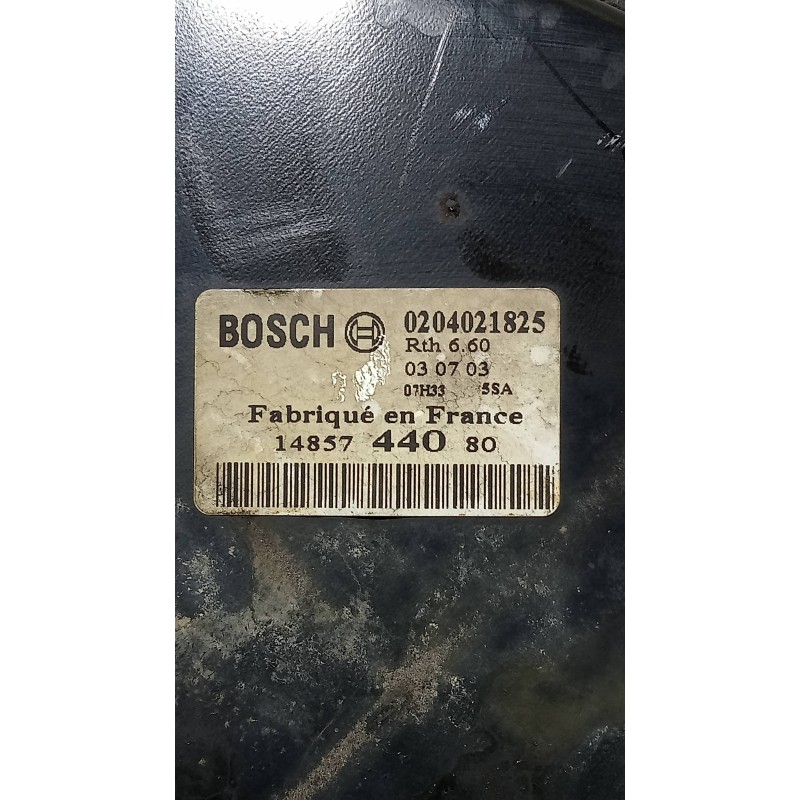 BOSCH 0204021825
Rth 6.60
03 07 03
07H33 5SA
Fabriqué en France
14857 440 80